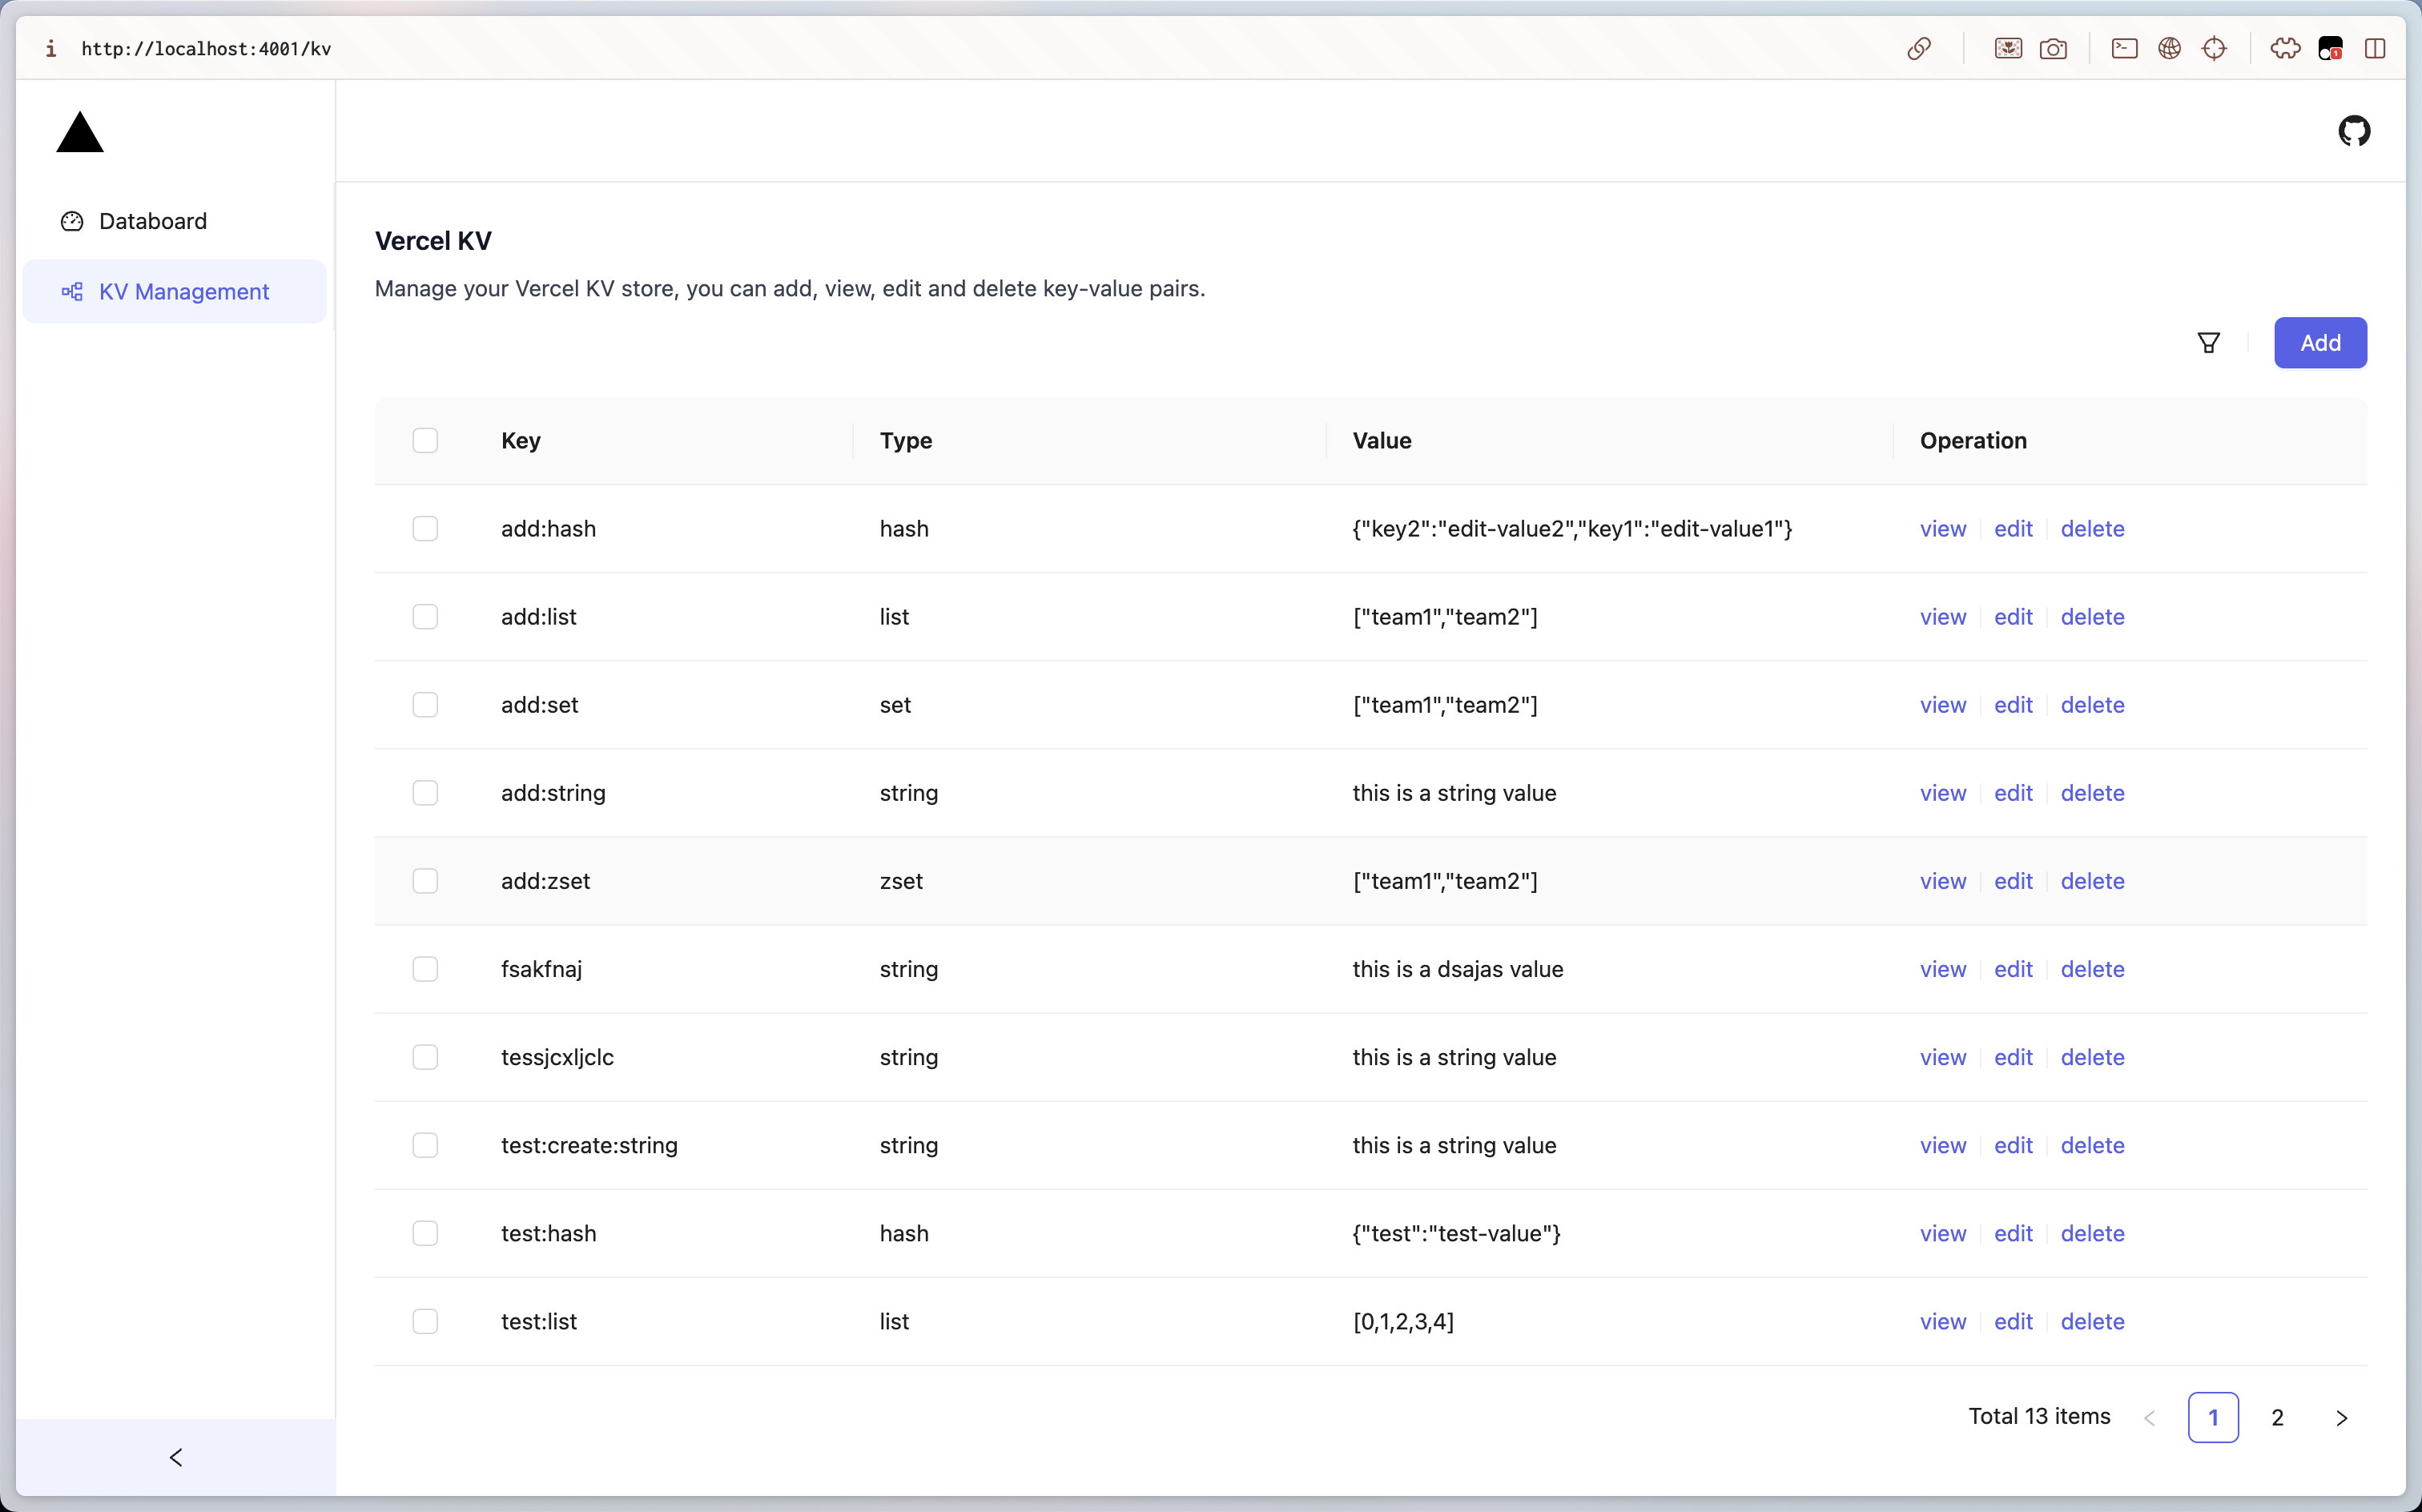 i http://localhost:4001/kv
1
Databoard
KV Management
Vercel KV
Manage your Vercel KV store, you can add, view, edit and delete key-value pairs.
Add
Key Type Value Operation
add:hash hash {"key2":"edit-value2","key1":"edit-value1"} view edit delete
add:list list ["team1","team2"] view edit delete
add:set set ["team1","team2"] view edit delete
add:string string this is a string value view edit delete
add:zset zset ["team1","team2"] view edit delete
fsakfnaj string this is a dsajas value view edit delete
tessjcxljclc string this is a string value view edit delete
test:create:string string this is a string value view edit delete
test:hash hash {"test":"test-value"} view edit delete
test:list list [0,1,2,3,4] view edit delete
Total 13 items < 1 2 >
<